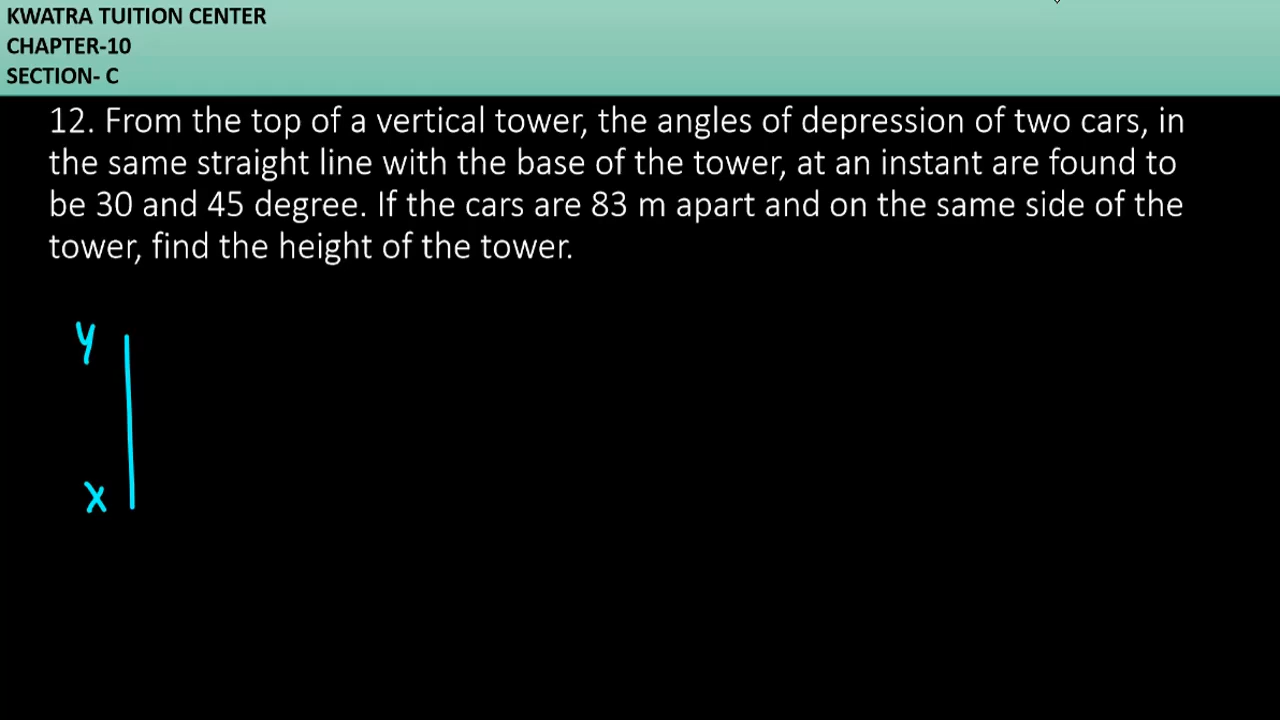 KWATRA TUITION CENTER
CHAPTER-10
SECTION- C
12. From the top of a vertical tower, the angles of depression of two cars, in
the same straight line with the base of the tower, at an instant are found to
be 30 and 45 degree. If the cars are 83 m apart and on the same side of the
tower, find the height of the tower.
y
x